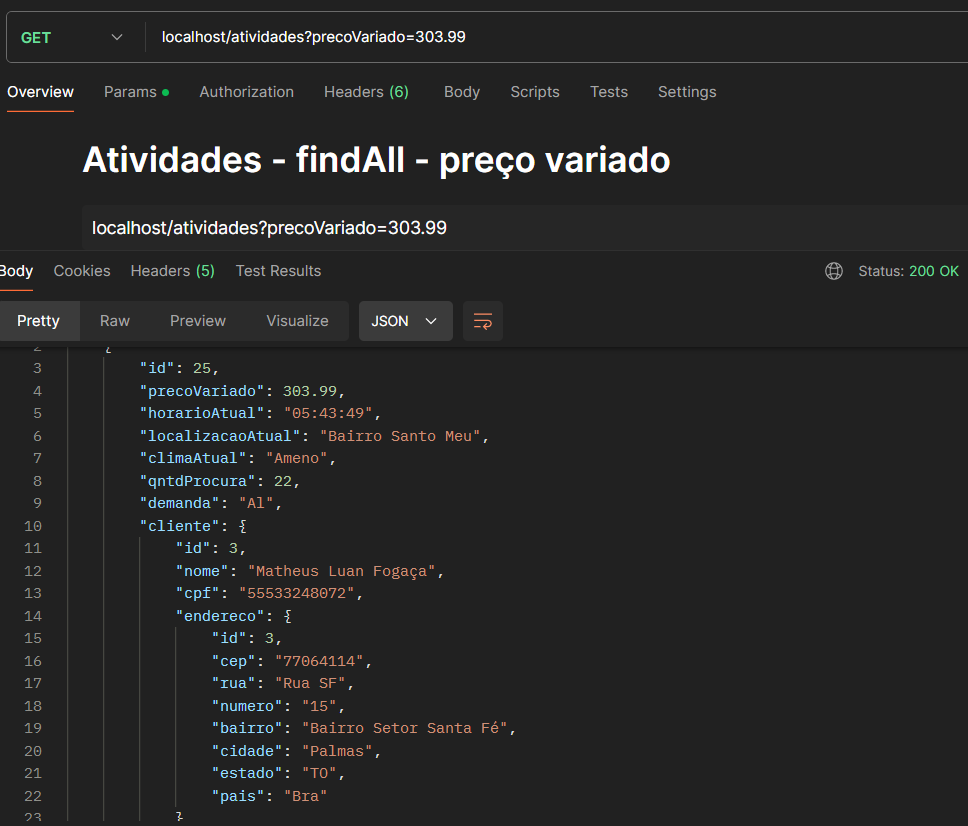 GET localhost/atividades?precoVariado=303.99
Overview Params Authorization Headers (6) Body Scripts Tests Settings
Atividades - findAll - preço variado
localhost/atividades?precoVariado=303.99
Body Cookies Headers (5) Test Results Status: 200 OK
Pretty Raw Preview Visualize JSON
2 {
3 "id": 25,
4 "precoVariado": 303.99,
5 "horarioAtual": "05:43:49",
6 "localizacaoAtual": "Bairro Santo Meu",
7 "climaAtual": "Ameno",
8 "qntdProcura": 22,
9 "demanda": "Al",
10 "cliente": {
11 "id": 3,
12 "nome": "Matheus Luan Fogaça",
13 "cpf": "55533248072",
14 "endereco": {
15 "id": 3,
16 "cep": "77064114",
17 "rua": "Rua SF",
18 "numero": "15",
19 "bairro": "Bairro Setor Santa Fé",
20 "cidade": "Palmas",
21 "estado": "TO",
22 "pais": "Bra"
23 }